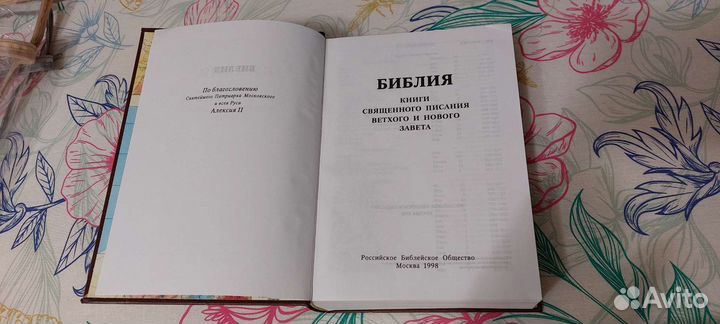 По благословению
Святейшего Патриарха Московского
и всея Руси
Алексия II
БИБЛИЯ
КНИГИ
СВЯЩЕННОГО ПИСАНИЯ
ВЕТХОГО И НОВОГО
ЗАВЕТА
Российское Библейское Общество
Москва 1998
Avito